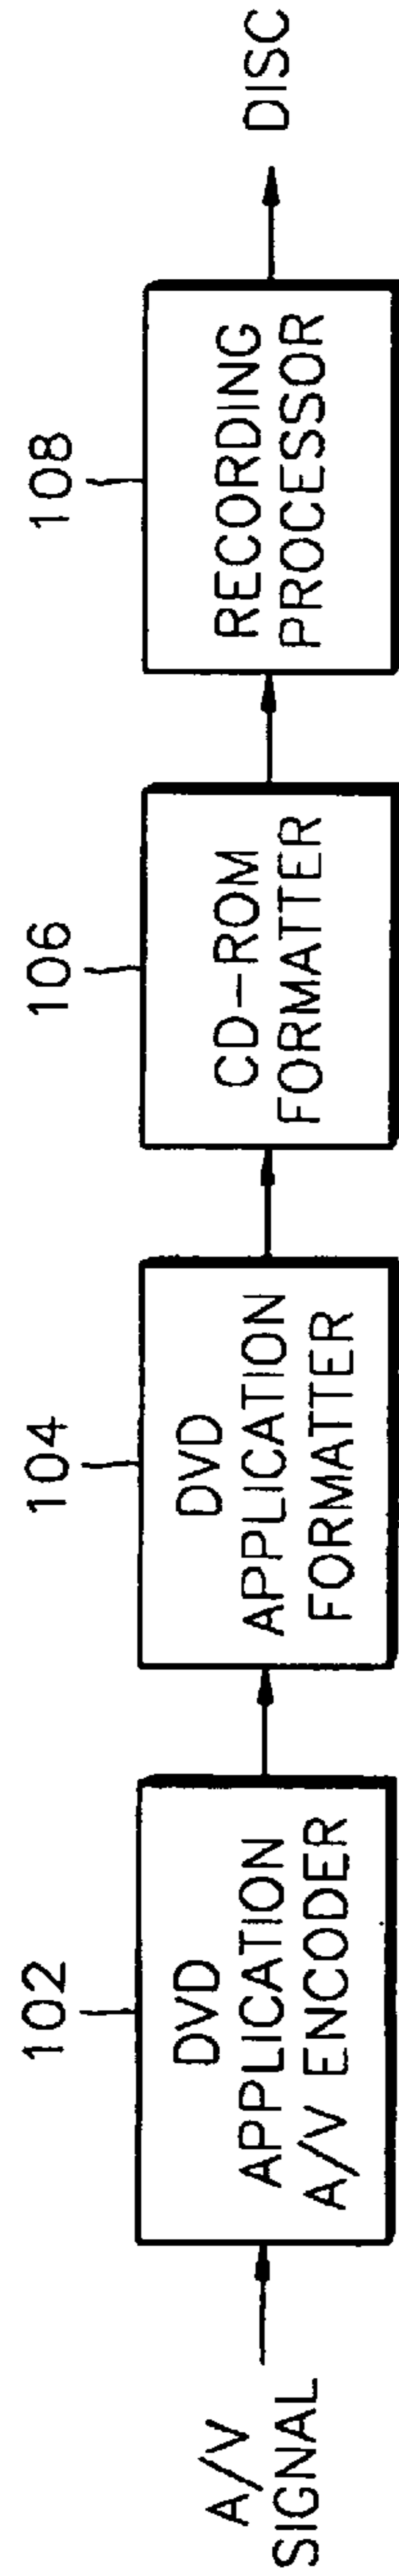 A/V
SIGNAL
102
DVD
APPLICATION
A/V ENCODER
104
DVD
APPLICATION
FORMATTER
106
CD-ROM
FORMATTER
108
RECORDING
PROCESSOR
DISC